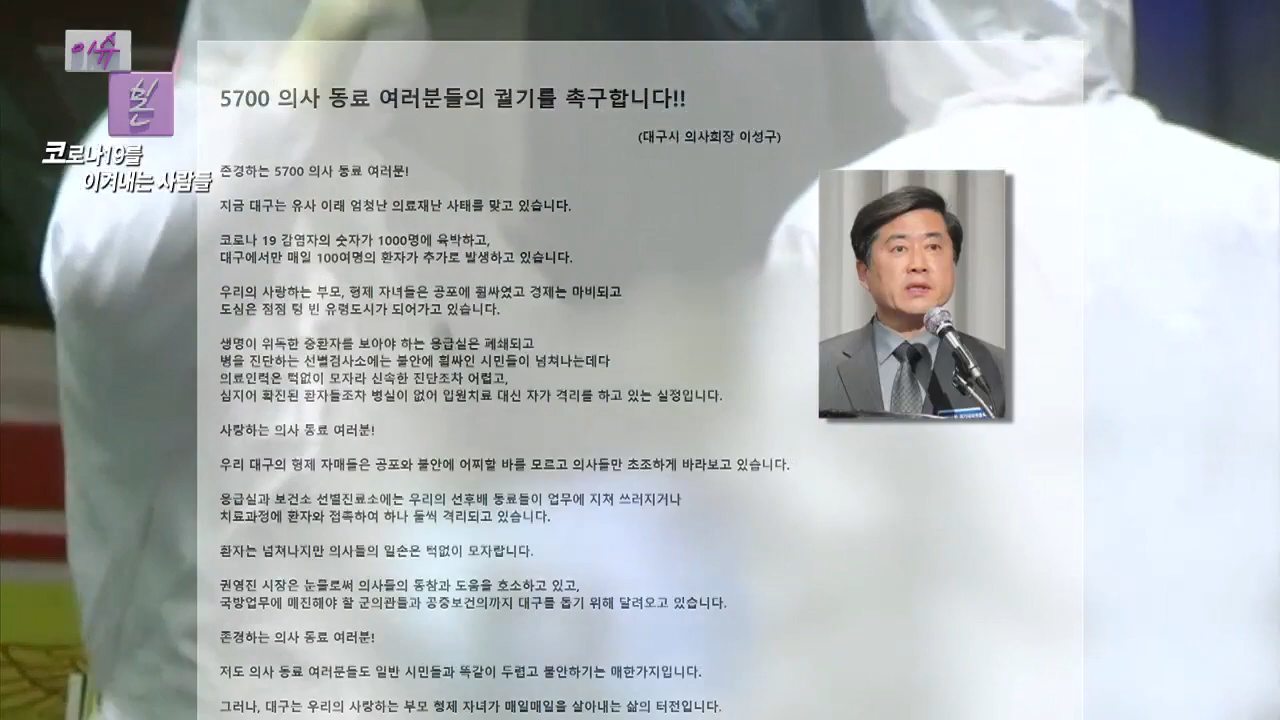 이슈
본
코로나19를
이겨내는 사람들
5700 의사 동료 여러분들의 궐기를 촉구합니다!!
(대구시 의사회장 이성구)
존경하는 5700 의사 동료 여러분!
지금 대구는 유사 이래 엄청난 의료재난 사태를 맞고 있습니다.
코로나 19 감염자의 숫자가 1000명에 육박하고,
대구에서만 매일 100여명의 환자가 추가로 발생하고 있습니다.
우리의 사랑하는 부모, 형제 자녀들은 공포에 휩싸였고 경제는 마비되고
도심은 점점 텅 빈 유령도시가 되어가고 있습니다.
생명이 위독한 중환자를 보아야 하는 응급실은 폐쇄되고
병을 진단하는 선별검사소에는 불안에 휩싸인 시민들이 넘쳐나는데다
의료인력은 턱없이 모자라 신속한 진단조차 어렵고,
심지어 확진된 환자들조차 병실이 없어 입원치료 대신 자가 격리를 하고 있는 실정입니다.
사랑하는 의사 동료 여러분!
우리 대구의 형제 자매들은 공포와 불안에 어찌할 바를 모르고 의사들만 초조하게 바라보고 있습니다.
응급실과 보건소 선별진료소에는 우리의 선후배 동료들이 업무에 지쳐 쓰러지거나
치료과정에 환자와 접촉하여 하나 둘씩 격리되고 있습니다.
환자는 넘쳐나지만 의사들의 일손은 턱없이 모자랍니다.
권영진 시장은 눈물로써 의사들의 동참과 도움을 호소하고 있고,
국방업무에 매진해야 할 군의관들과 공중보건의까지 대구를 돕기 위해 달려오고 있습니다.
존경하는 의사 동료 여러분!
저도 의사 동료 여러분들도 일반 시민들과 똑같이 두렵고 불안하기는 매한가지입니다.
그러나, 대구는 우리의 사랑하는 부모 형제 자녀가 매일매일을 살아내는 삶의 터전입니다.